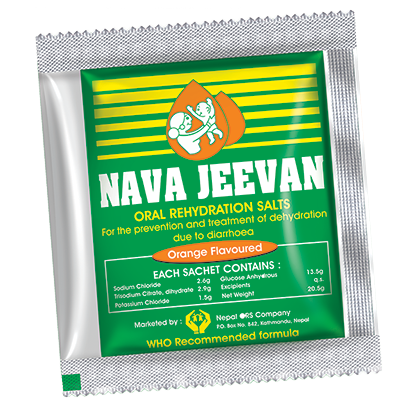 NAVA JEEVAN
ORAL REHYDRATION SALTS
For the prevention and treatment of dehydration
due to diarrhoea
Orange Flavoured
EACH SACHET CONTAINS :
Sodium Chloride 2.6g Glucose Anhydrous 13.5g
Trisodium Citrate, dihydrate 2.9g Excipients q.s.
Potassium Chloride 1.5g Net Weight 20.5g
Marketed by : Nepal ORS Company
P.O. Box No. 842, Kathmandu, Nepal
WHO Recommended formula